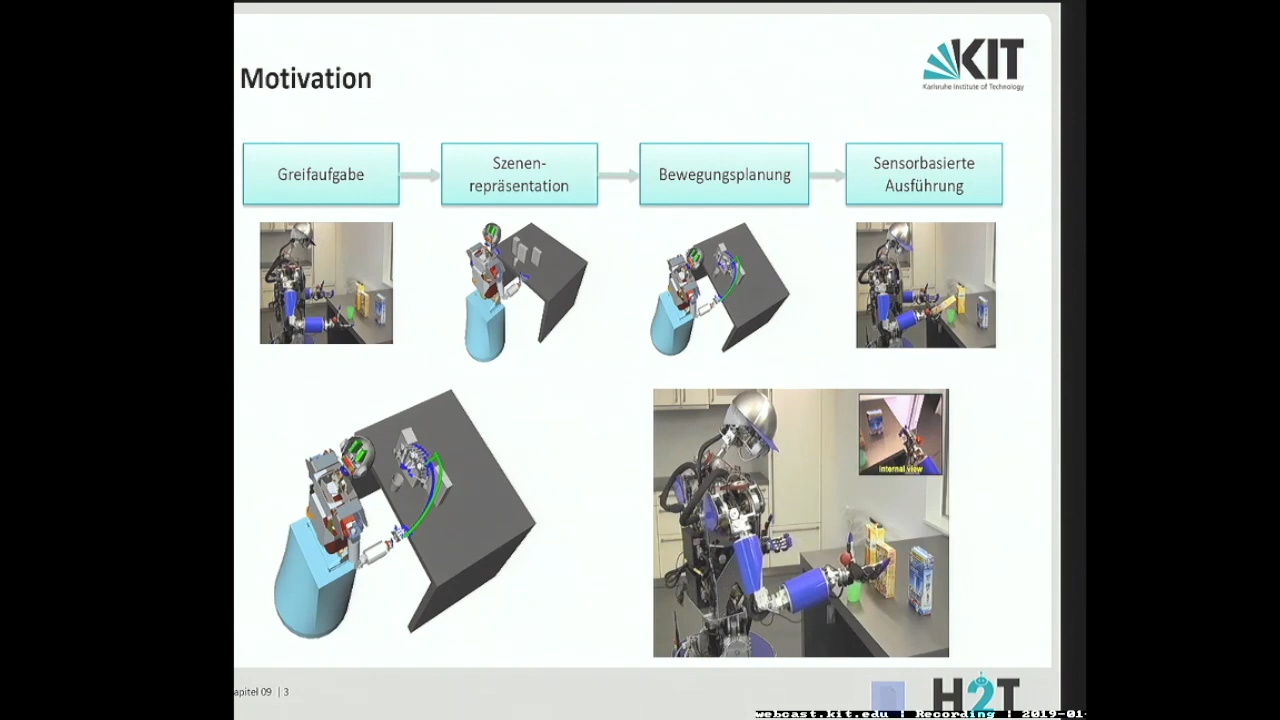 KIT
Karlsruhe Institute of Technology
Motivation
Greifaufgabe
Szenen-
repräsentation
Bewegungsplanung
Sensorbasierte
Ausführung
internal view
apitel 09 | 3
H2T
webcast.kit.edu | Recording | 2019-01-